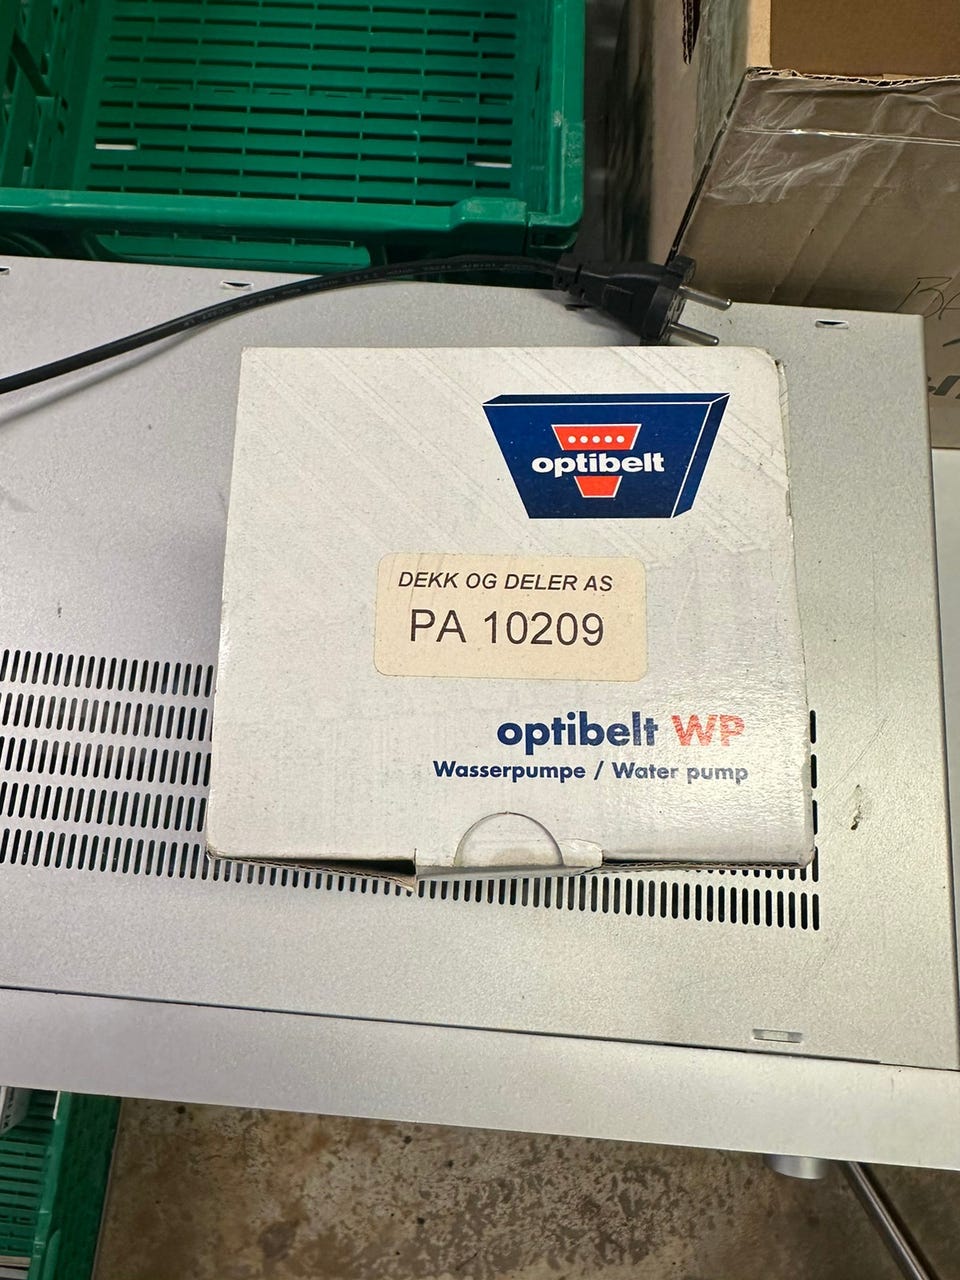 optibelt
DEKK OG DELER AS
PA 10209
optibelt WP
Wasserpumpe / Water pump